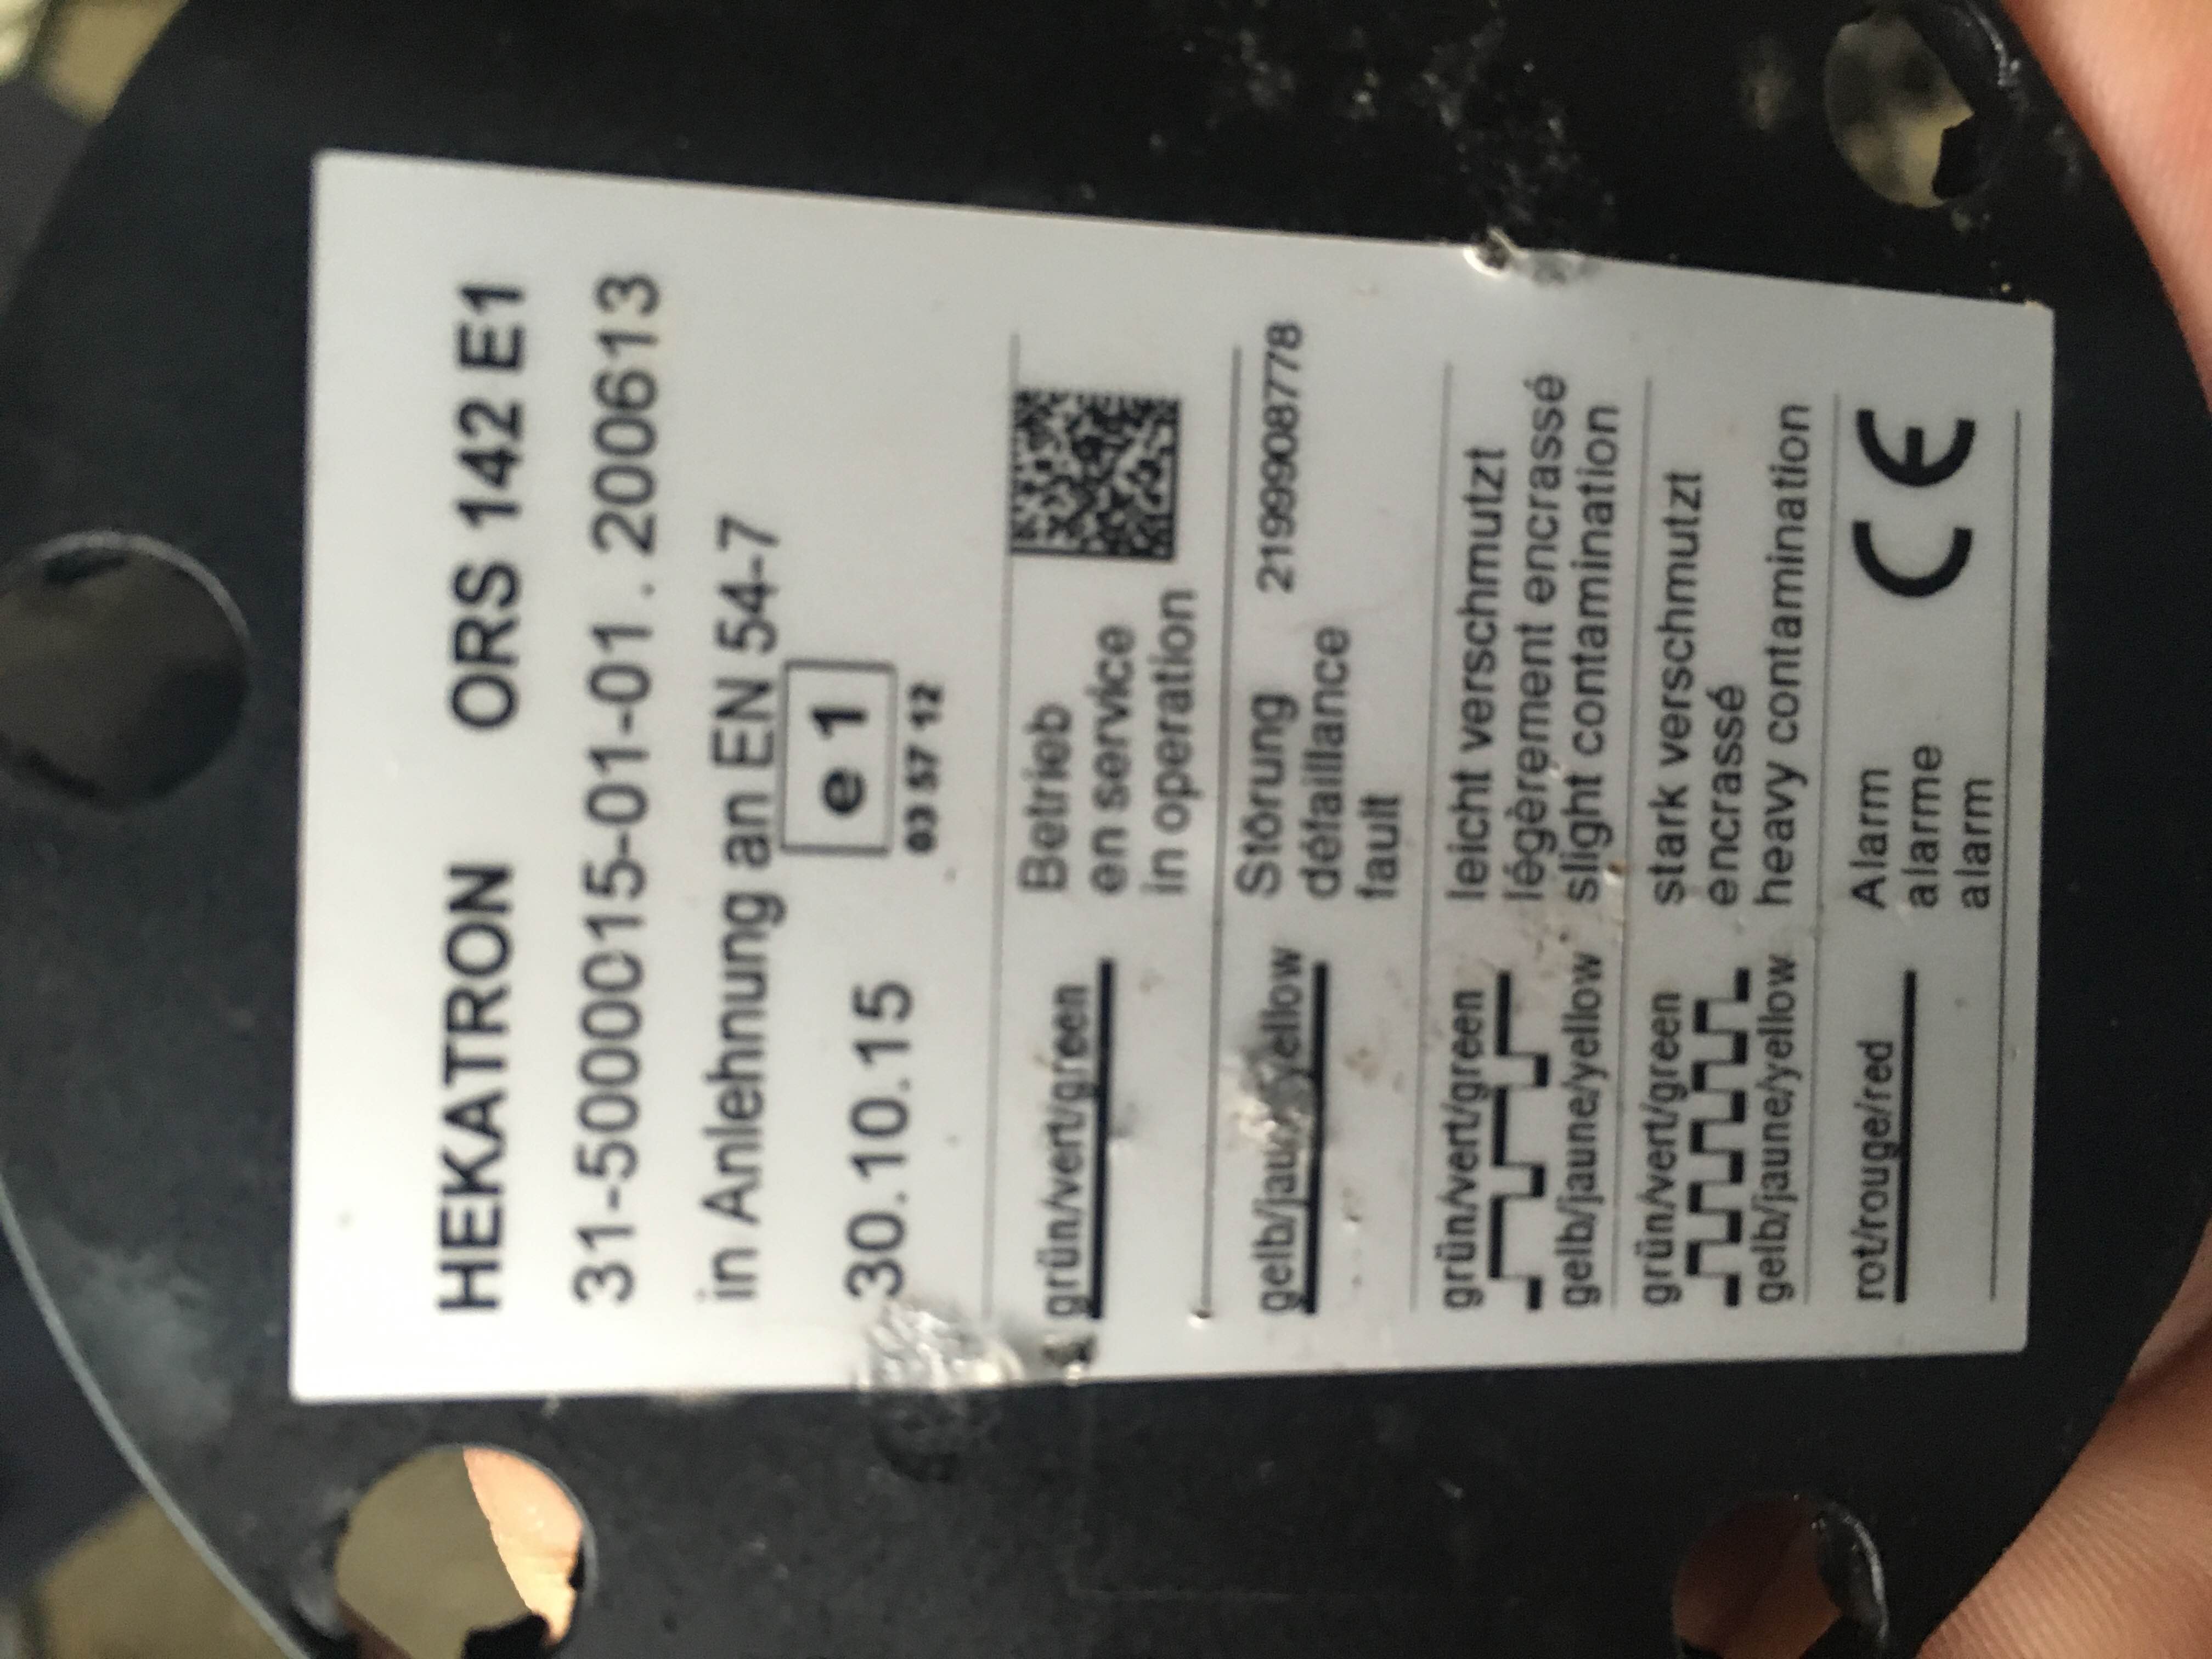 HEKATRON ORS 142 E1
31-5000015-01-01 . 200613
in Anlehnung an EN 54-7
30.10.15
e 1
03 57 12
grün/vert/green
Betrieb
en service
in operation
gelb/jaune/yellow
Störung
défaillance
fault
21999087778
grün/vert/green
gelb/jaune/yellow
leicht verschmutzt
légèrement encrassé
slight contamination
grün/vert/green
gelb/jaune/yellow
stark verschmutzt
encrassé
heavy contamination
rot/rouge/red
Alarm
alarme
alarm
CE